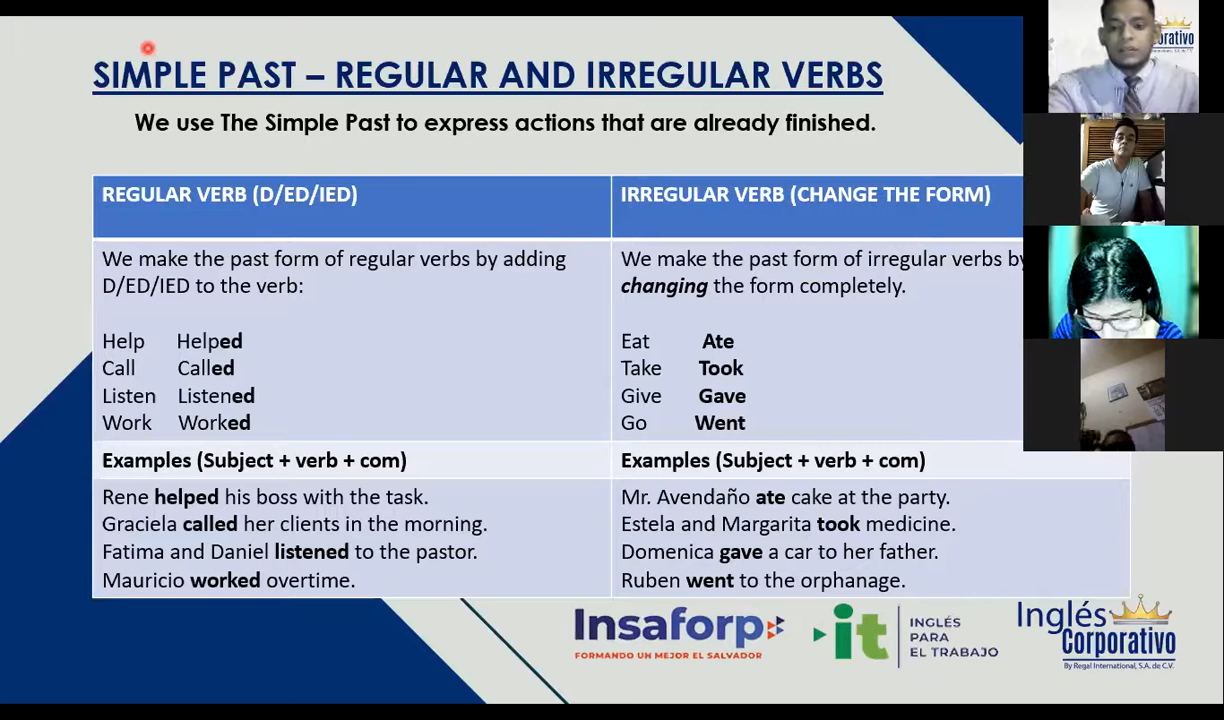 SIMPLE PAST – REGULAR AND IRREGULAR VERBS
We use The Simple Past to express actions that are already finished.
REGULAR VERB (D/ED/IED)
We make the past form of regular verbs by adding
D/ED/IED to the verb:
Help Helped
Call Called
Listen Listened
Work Worked
Examples (Subject + verb + com)
Rene helped his boss with the task.
Graciela called her clients in the morning.
Fatima and Daniel listened to the pastor.
Mauricio worked overtime.
IRREGULAR VERB (CHANGE THE FORM)
We make the past form of irregular verbs by
changing the form completely.
Eat Ate
Take Took
Give Gave
Go Went
Examples (Subject + verb + com)
Mr. Avendaño ate cake at the party.
Estela and Margarita took medicine.
Domenica gave a car to her father.
Ruben went to the orphanage.
Insaforp
FORMANDO UN MEJOR EL SALVADOR
it
INGLÉS
PARA
EL TRABAJO
Inglés
Corporativo
By Regal International, S.A. de C.V.